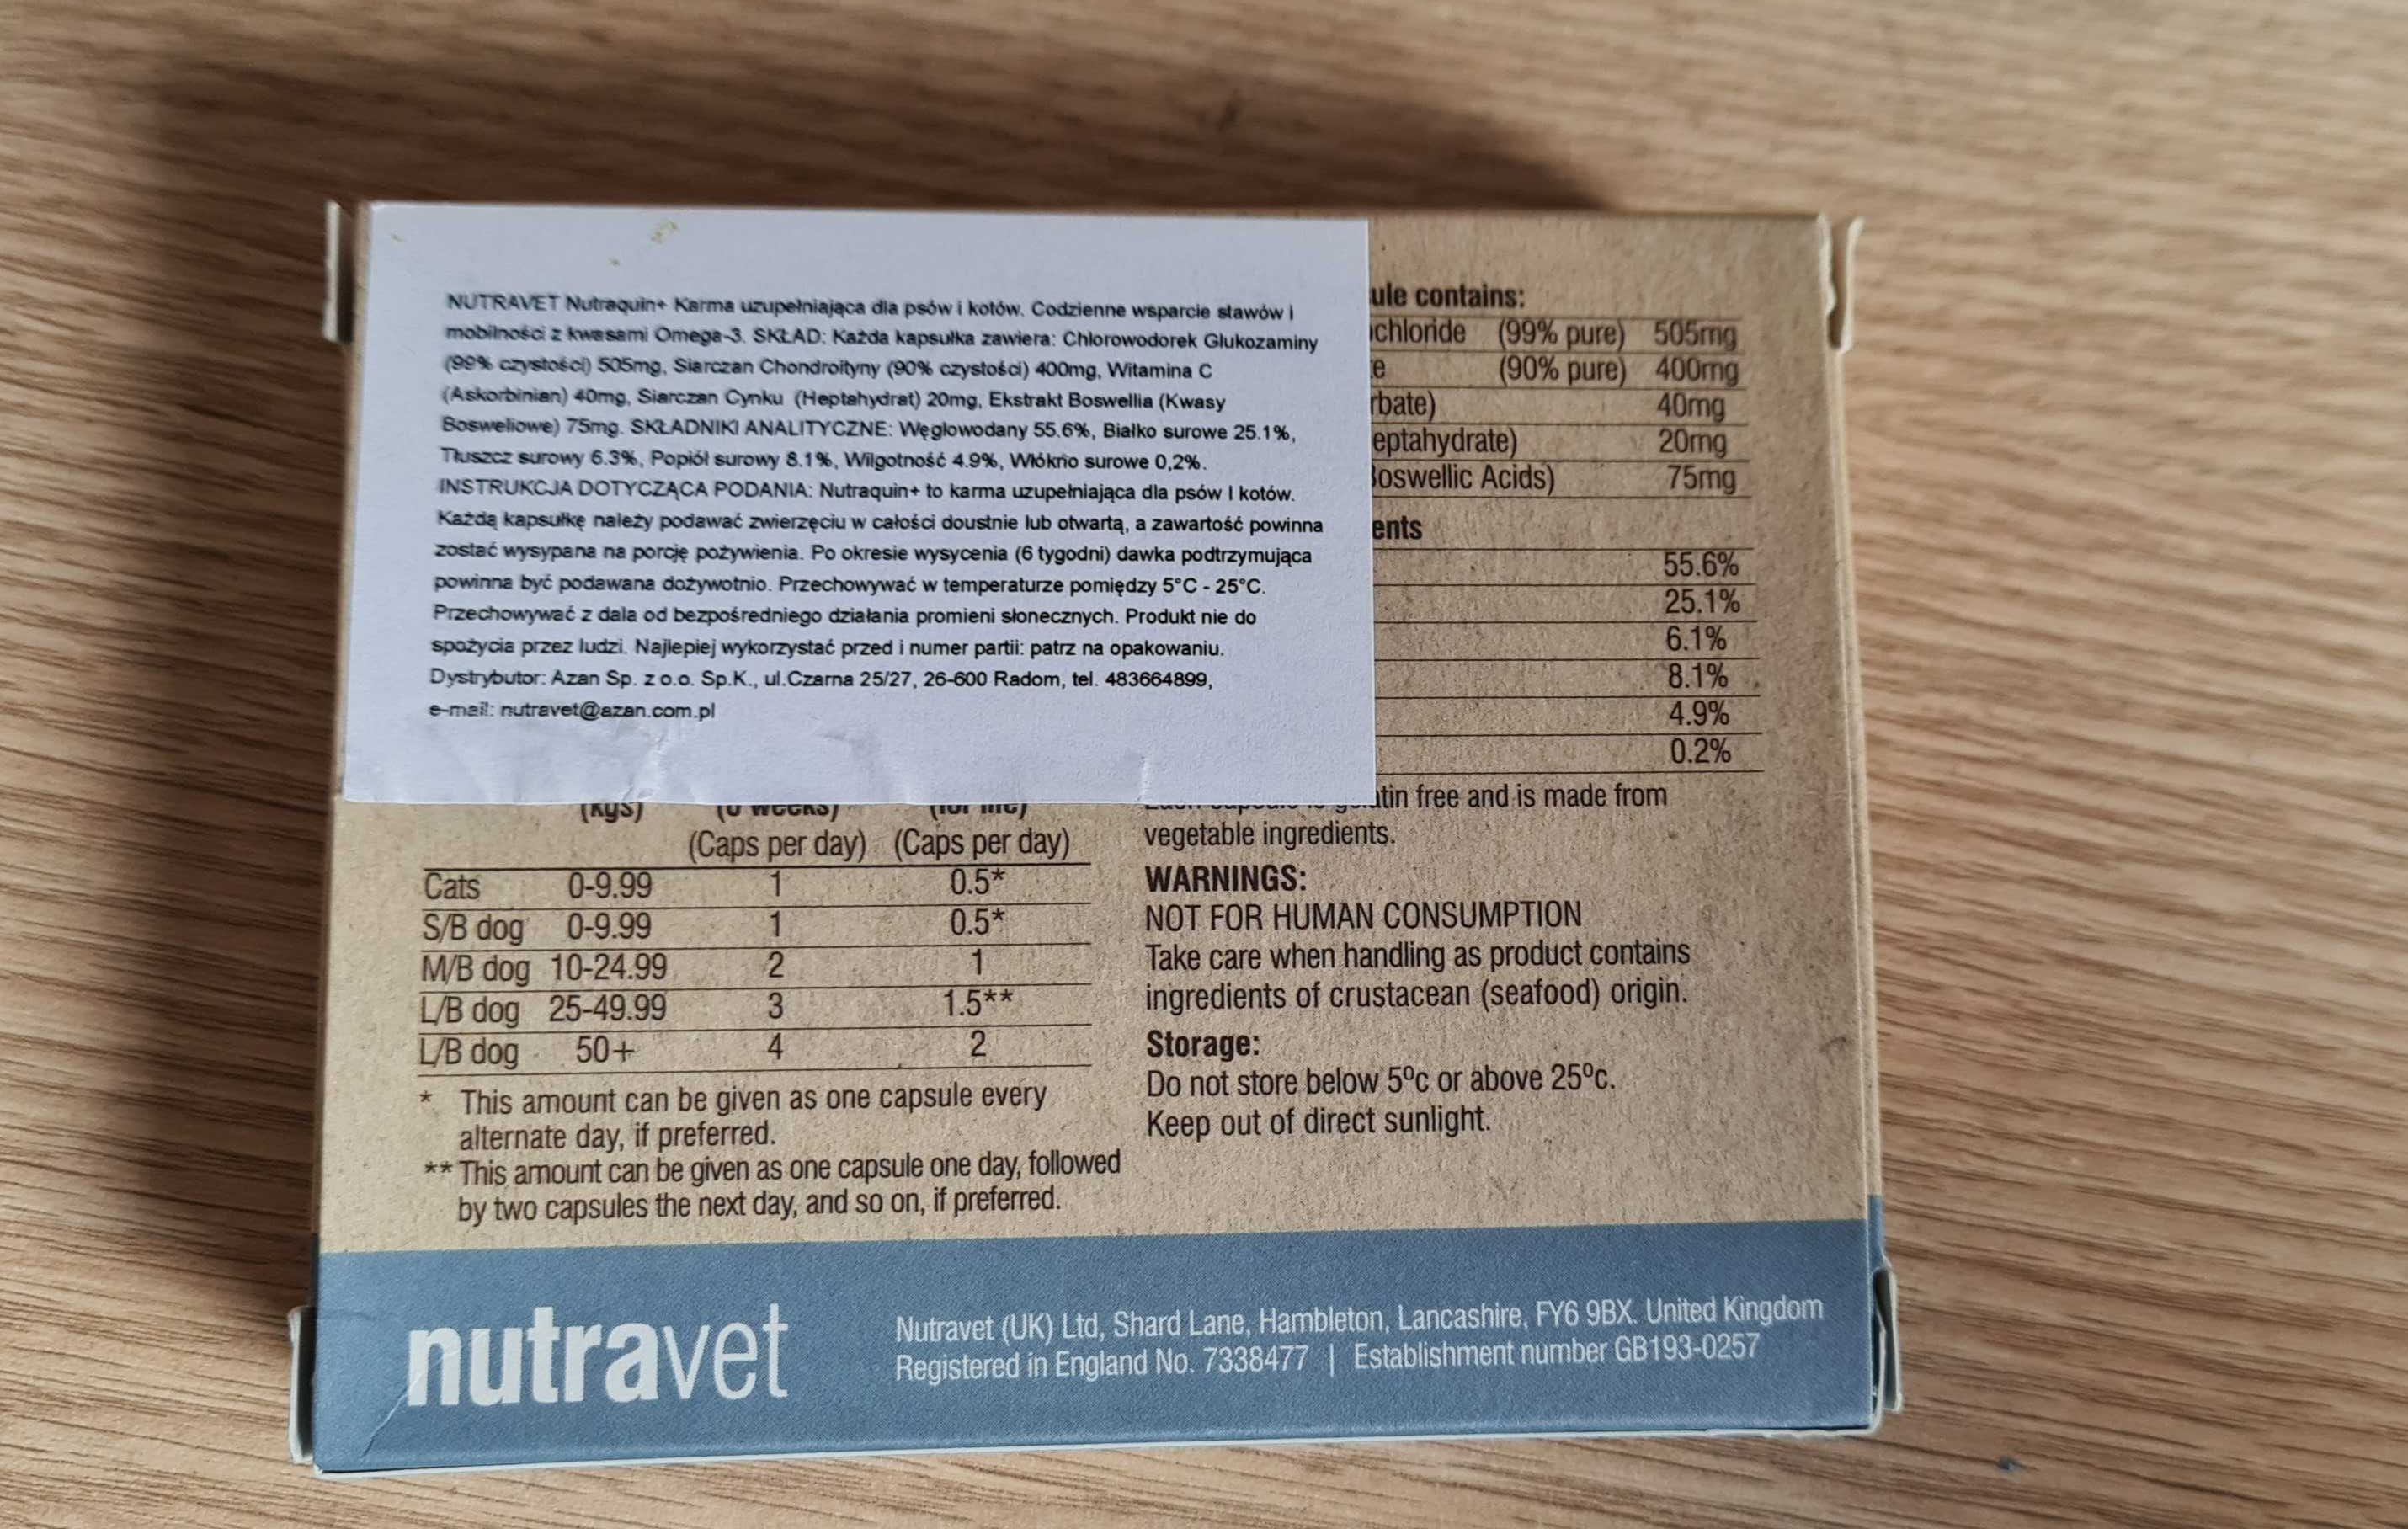 NUTRAVET Nutraquin+ Karma uzupełniająca dla psów i kotów. Codzienne wsparcie stawów i
mobilności z kwasami Omega-3. SKŁAD: Każda kapsułka zawiera: Chlorowodorek Glukozaminy
(99% czystości) 505mg, Siarczan Chondroityny (90% czystości) 400mg, Witamina C
(Askorbinian) 40mg, Siarczan Cynku (Heptahydrat) 20mg, Ekstrakt Boswellia (Kwasy
Bosweliowe) 75mg. SKŁADNIKI ANALITYCZNE: Węglowodany 55.6%, Białko surowe 25.1%,
Tłuszcz surowy 6.3%, Popiół surowy 8.1%, Wilgotność 4.9%, Włókno surowe 0,2%.
INSTRUKCJA DOTYCZĄCA PODANIA: Nutraquin+ to karma uzupełniająca dla psów I kotów.
Każdą kapsułkę należy podawać zwierzęciu w całości doustnie lub otwartą, a zawartość powinna
zostać wysypana na porcję pożywienia. Po okresie wysycenia (6 tygodni) dawka podtrzymująca
powinna być podawana dożywotnio. Przechowywać w temperaturze pomiędzy 5°C - 25°C.
Przechowywać z dala od bezpośredniego działania promieni słonecznych. Produkt nie do
spożycia przez ludzi. Najlepiej wykorzystać przed i numer partii: patrz na opakowaniu.
Dystrybutor: Azan Sp. z o.o. Sp.K., ul.Czarna 25/27, 26-600 Radom, tel. 483664899,
e-mail: nutravet@azan.com.pl
ule contains:
chloride (99% pure) 505mg
e (90% pure) 400mg
rbate) 40mg
eptahydrate) 20mg
oswellic Acids) 75mg
ents
55.6%
25.1%
6.1%
8.1%
4.9%
0.2%
tin free and is made from
vegetable ingredients.
WARNINGS:
NOT FOR HUMAN CONSUMPTION
Take care when handling as product contains
ingredients of crustacean (seafood) origin.
Storage:
Do not store below 5ºc or above 25ºc.
Keep out of direct sunlight.
(kgs) (6 weeks) (for life)
(Caps per day) (Caps per day)
Cats 0-9.99 1 0.5*
S/B dog 0-9.99 1 0.5*
M/B dog 10-24.99 2 1
L/B dog 25-49.99 3 1.5**
L/B dog 50+ 4 2
* This amount can be given as one capsule every
alternate day, if preferred.
** This amount can be given as one capsule one day, followed
by two capsules the next day, and so on, if preferred.
nutravet
Nutravet (UK) Ltd, Shard Lane, Hambleton, Lancashire, FY6 9BX. United Kingdom
Registered in England No. 7338477 | Establishment number GB193-0257